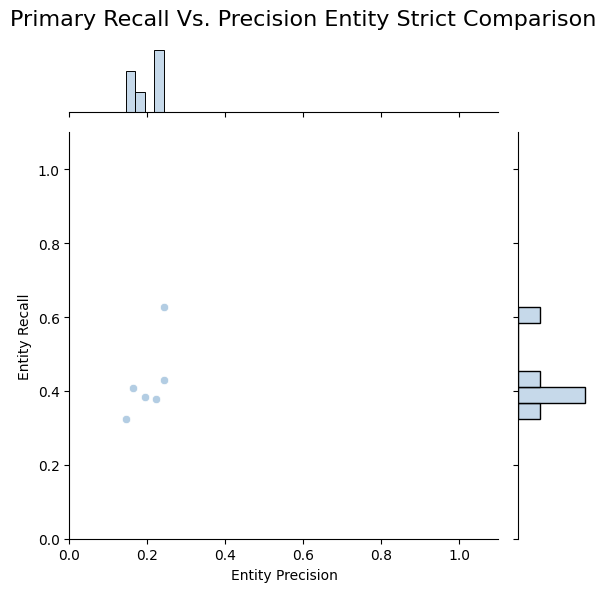 Primary Recall Vs. Precision Entity Strict Comparison
1.0
0.8
Entity Recall
0.6
0.4
0.2
0.0
0.0 0.2 0.4 0.6 0.8 1.0
Entity Precision